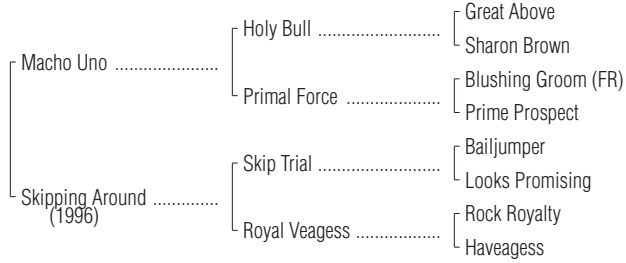 Great Above
Holy Bull ..............................
Sharon Brown
Macho Uno .........................
Blushing Groom (FR)
Primal Force .......................
Prime Prospect
Bailjumper
Skip Trial ..............................
Looks Promising
Skipping Around ................
(1996)
Rock Royalty
Royal Veagess .....................
Haveagess